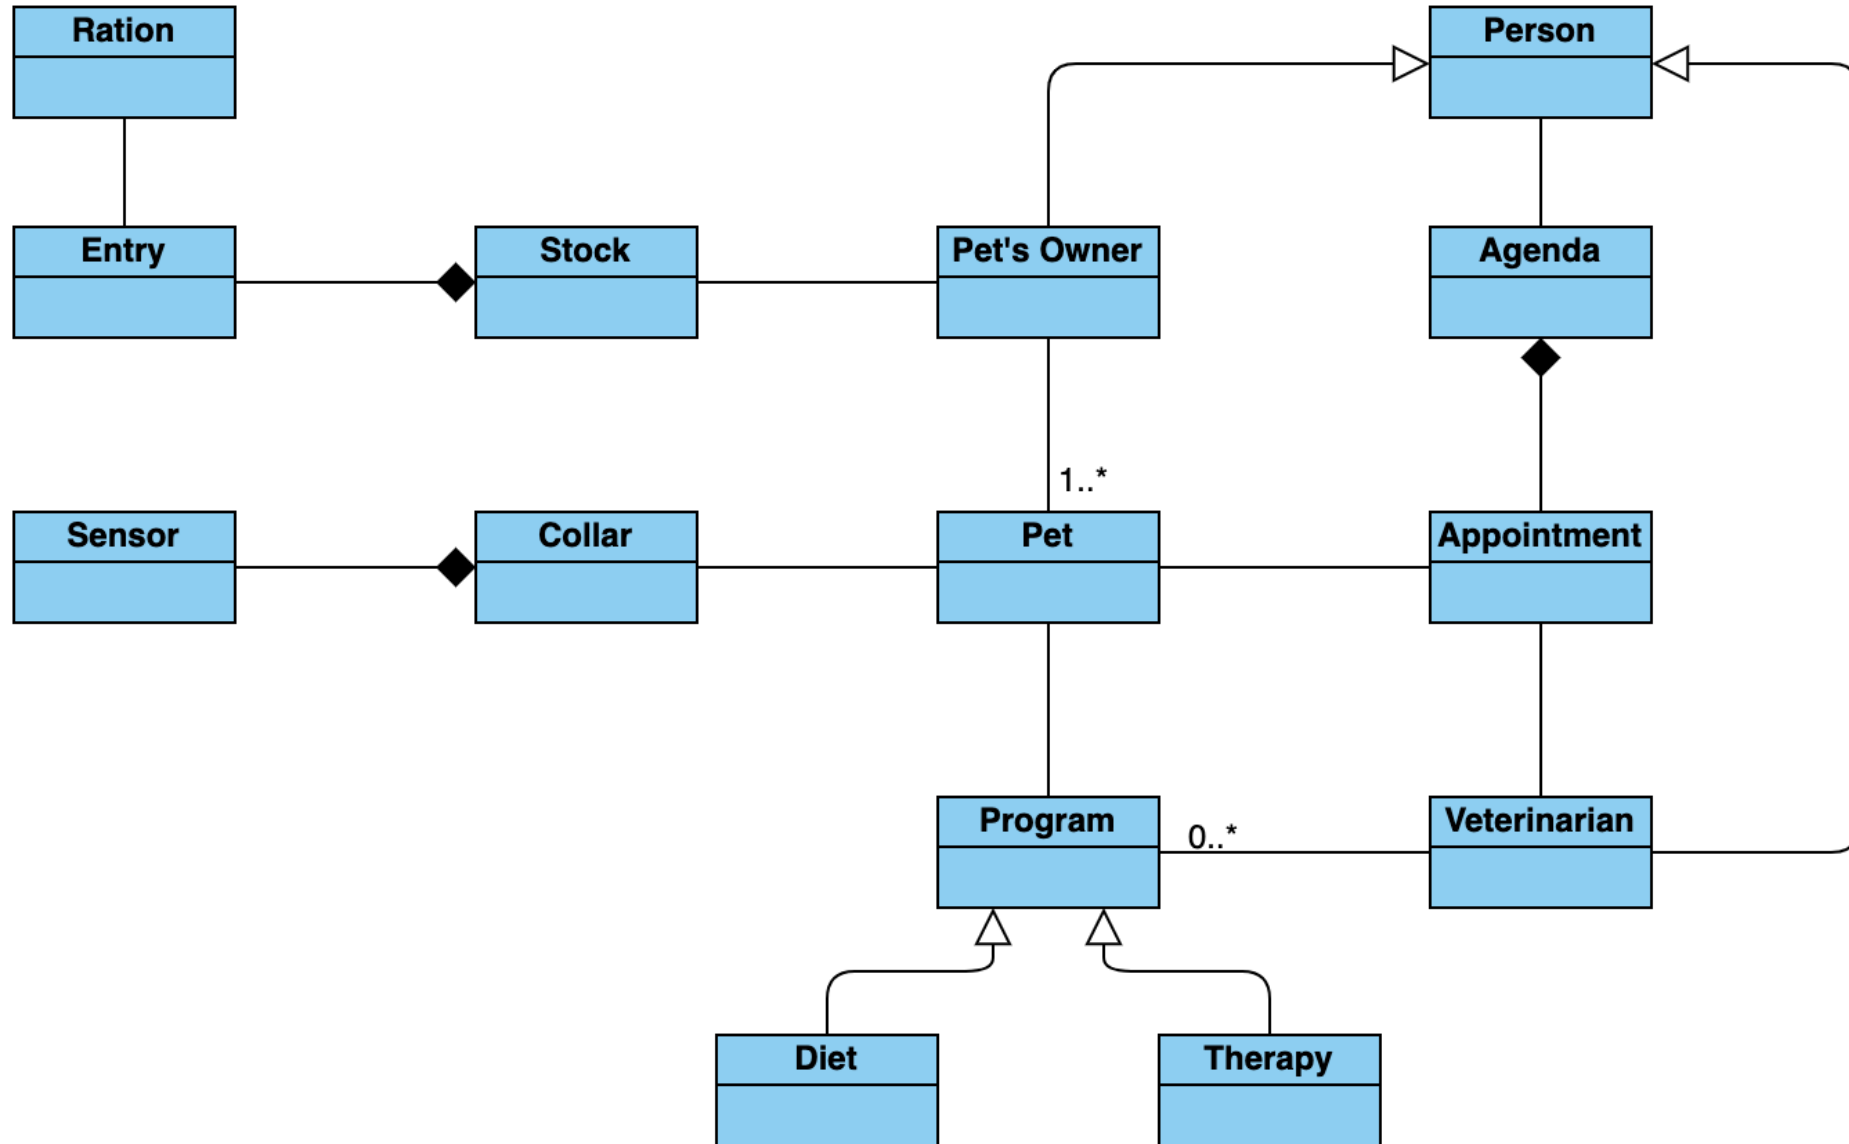 Ration
Person
Entry
Stock
Pet's Owner
Agenda
1..*
Sensor
Collar
Pet
Appointment
Program
0..*
Veterinarian
Diet
Therapy